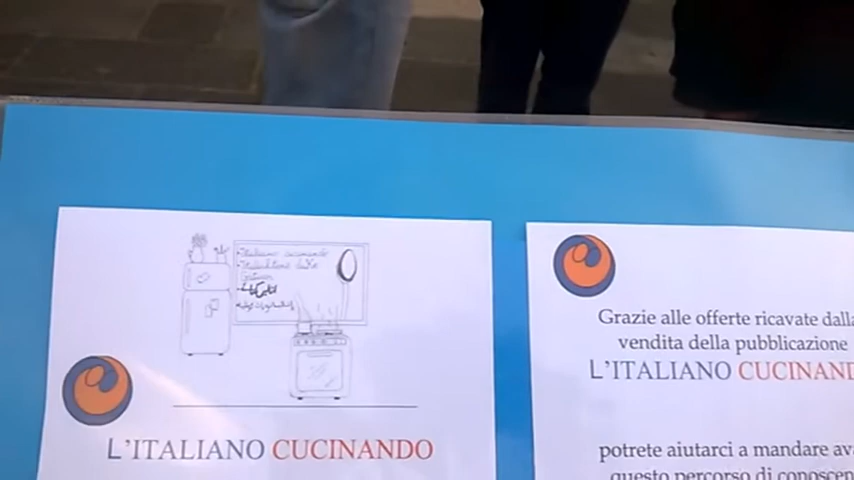 L'ITALIANO CUCINANDO
Grazie alle offerte ricavate dalla
vendita della pubblicazione
L'ITALIANO CUCINAND
potrete aiutarci a mandare av
questo percorso di conoscen